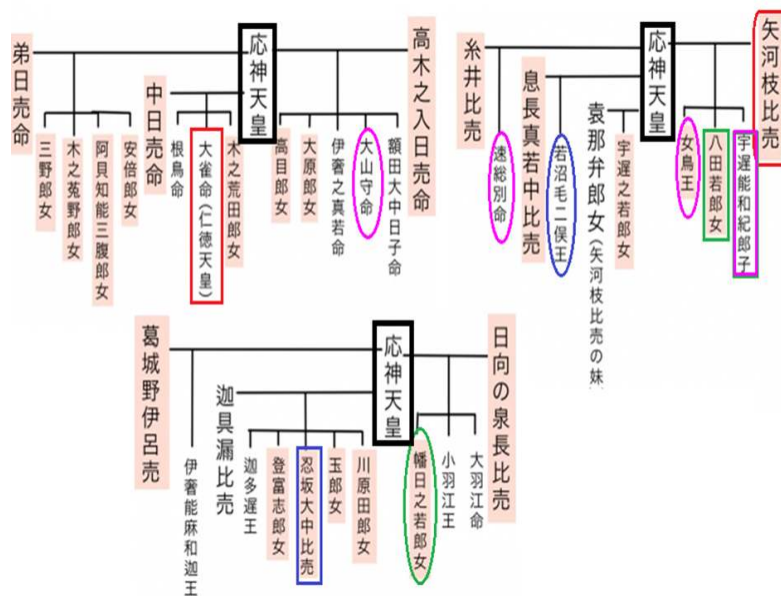 高木之入日売命
額田大中日子命
大山守命
伊奢之真若命
大原郎女
高目郎女
応神天皇
木之荒田郎女
大雀命(仁徳天皇)
根鳥命
中日売命
安倍郎女
阿貝知能三腹郎女
木之菟野郎女
三野郎女
弟日売命
矢河枝比売
宇遅能和紀郎子
八田若郎女
女鳥王
応神天皇
宇遅之若郎女
袁那弁郎女(矢河枝比売の妹)
若沼毛二俣王
息長真若中比売
速総別命
糸井比売
日向の泉長比売
大羽江命
小羽江王
幡日之若郎女
応神天皇
川原田郎女
玉郎女
忍坂大中比売
登富志郎女
迦多遅王
迦具漏比売
伊奢能麻和迦王
葛城野伊呂売